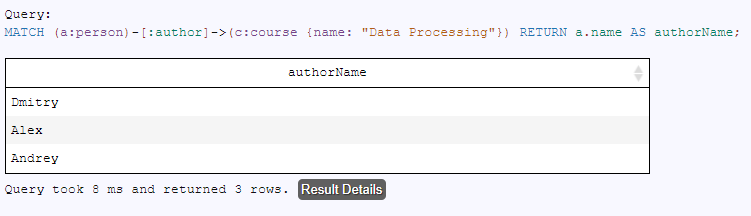 Query:
MATCH (a:person)-[:author]->(c:course {name: "Data Processing"}) RETURN a.name AS authorName;
authorName
Dmitry
Alex
Andrey
Query took 8 ms and returned 3 rows. Result Details